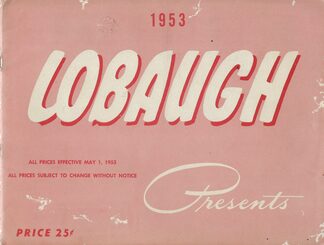 1953
LOBAUGH
ALL PRICES EFFECTIVE MAY 1, 1953
ALL PRICES SUBJECT TO CHANGE WITHOUT NOTICE
Presents
PRICE 25¢